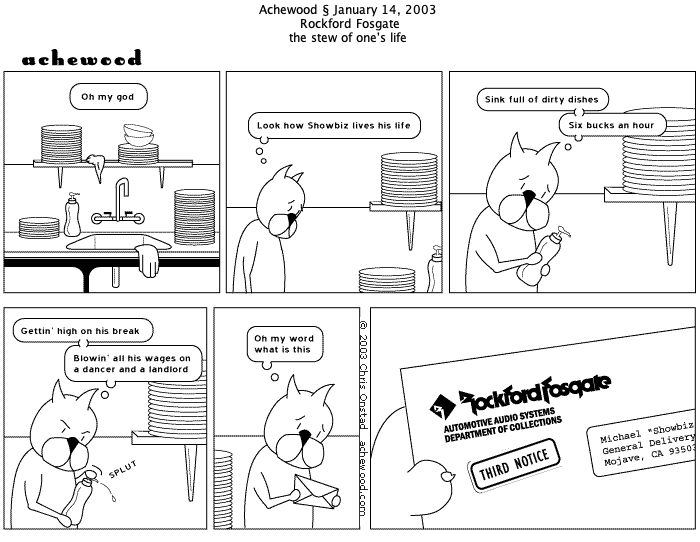 Achewood § January 14, 2003
Rockford Fosgate
the stew of one's life
achewood
Oh my god
Look how Showbiz lives his life
Sink full of dirty dishes
Six bucks an hour
Gettin' high on his break
Blowin' all his wages on
a dancer and a landlord
SPLUT
Oh my word
what is this
© 2003 Chris Onstad achewood.com
Rockford Fosgate
AUTOMOTIVE AUDIO SYSTEMS
DEPARTMENT OF COLLECTIONS
THIRD NOTICE
Michael "Showbiz
General Delivery
Mojave, CA 93503